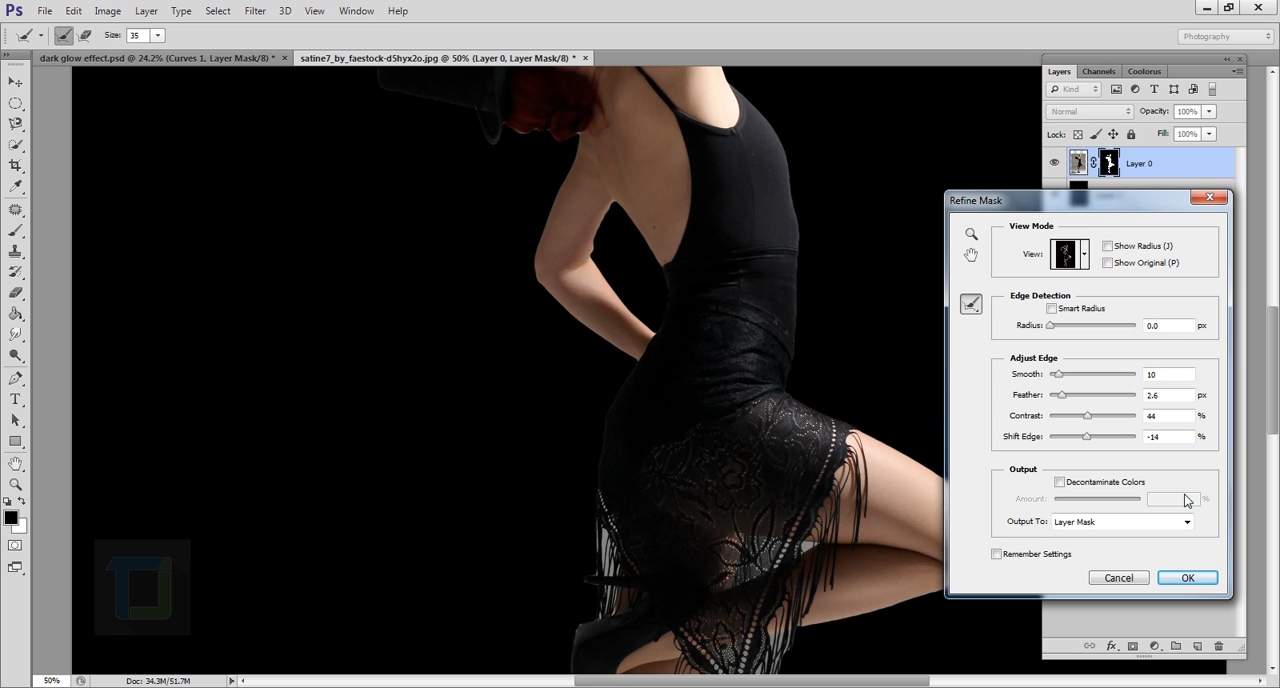 Ps File Edit Image Layer Type Select Filter 3D View Window Help
Size: 35
Photography
dark glow effect.psd @ 24.2% (Curves 1, Layer Mask/8) * ×
satine7_by_faestock-d5hyx2o.jpg @ 50% (Layer 0, Layer Mask/8) * ×
Layers Channels Coolorus
Kind
Normal Opacity: 100%
Lock: Fill: 100%
Layer 0
Refine Mask
View Mode
View:
Show Radius (J)
Show Original (P)
Edge Detection
Smart Radius
Radius: 0.0 px
Adjust Edge
Smooth: 10
Feather: 2.6 px
Contrast: 44 %
Shift Edge: -14 %
Output
Decontaminate Colors
Amount: %
Output To: Layer Mask
Remember Settings
Cancel OK
50% Doc: 34.3M/51.7M